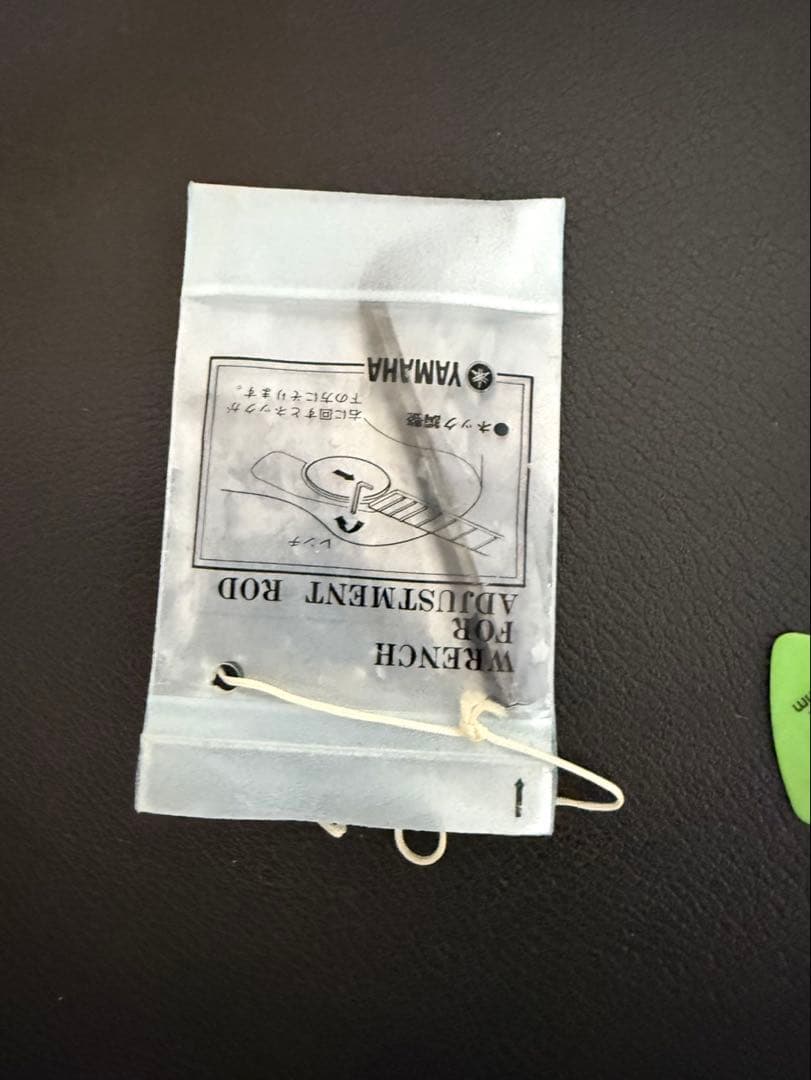 WRENCH
FOR
ADJUSTMENT ROD
レンチ
●ネック調整
右に回すとネックが
下の方にそります。
YAMAHA